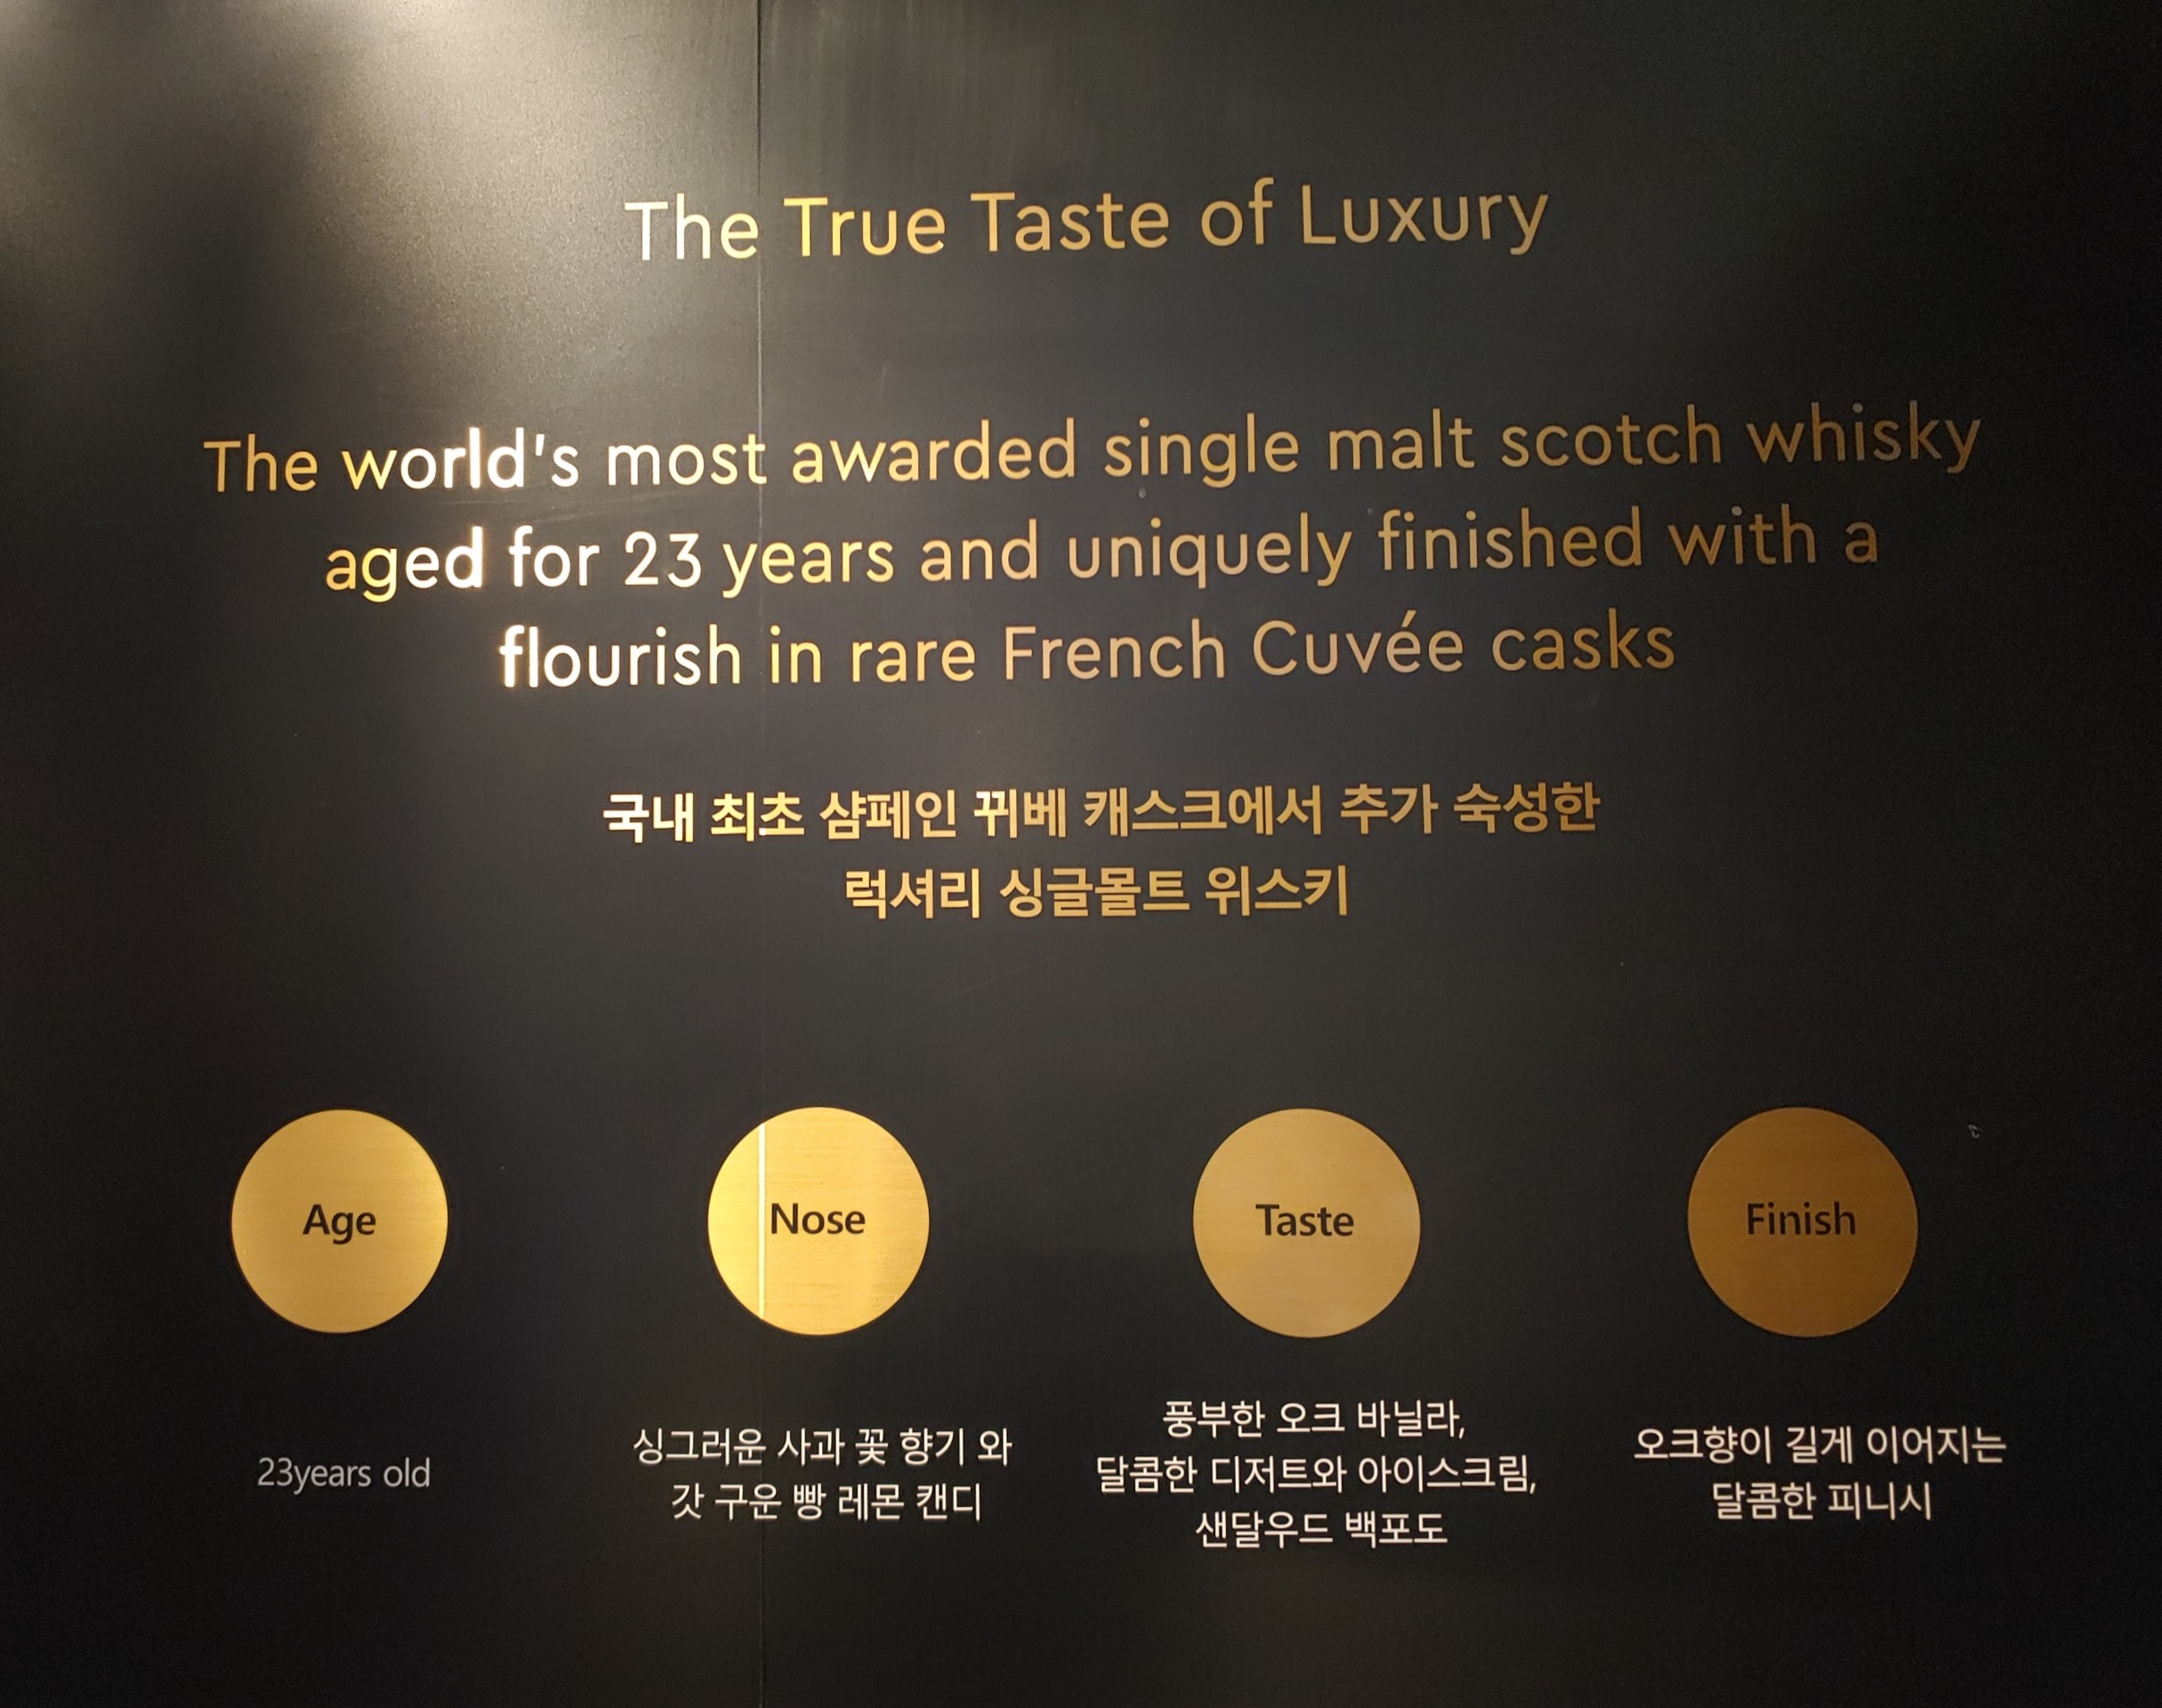 The True Taste of Luxury
The world's most awarded single malt scotch whisky
aged for 23 years and uniquely finished with a
flourish in rare French Cuvée casks
국내 최초 샴페인 뀌베 캐스크에서 추가 숙성한
럭셔리 싱글몰트 위스키
Age
23years old
Nose
싱그러운 사과 꽃 향기 와
갓 구운 빵 레몬 캔디
Taste
풍부한 오크 바닐라,
달콤한 디저트와 아이스크림,
샌달우드 백포도
Finish
오크향이 길게 이어지는
달콤한 피니시